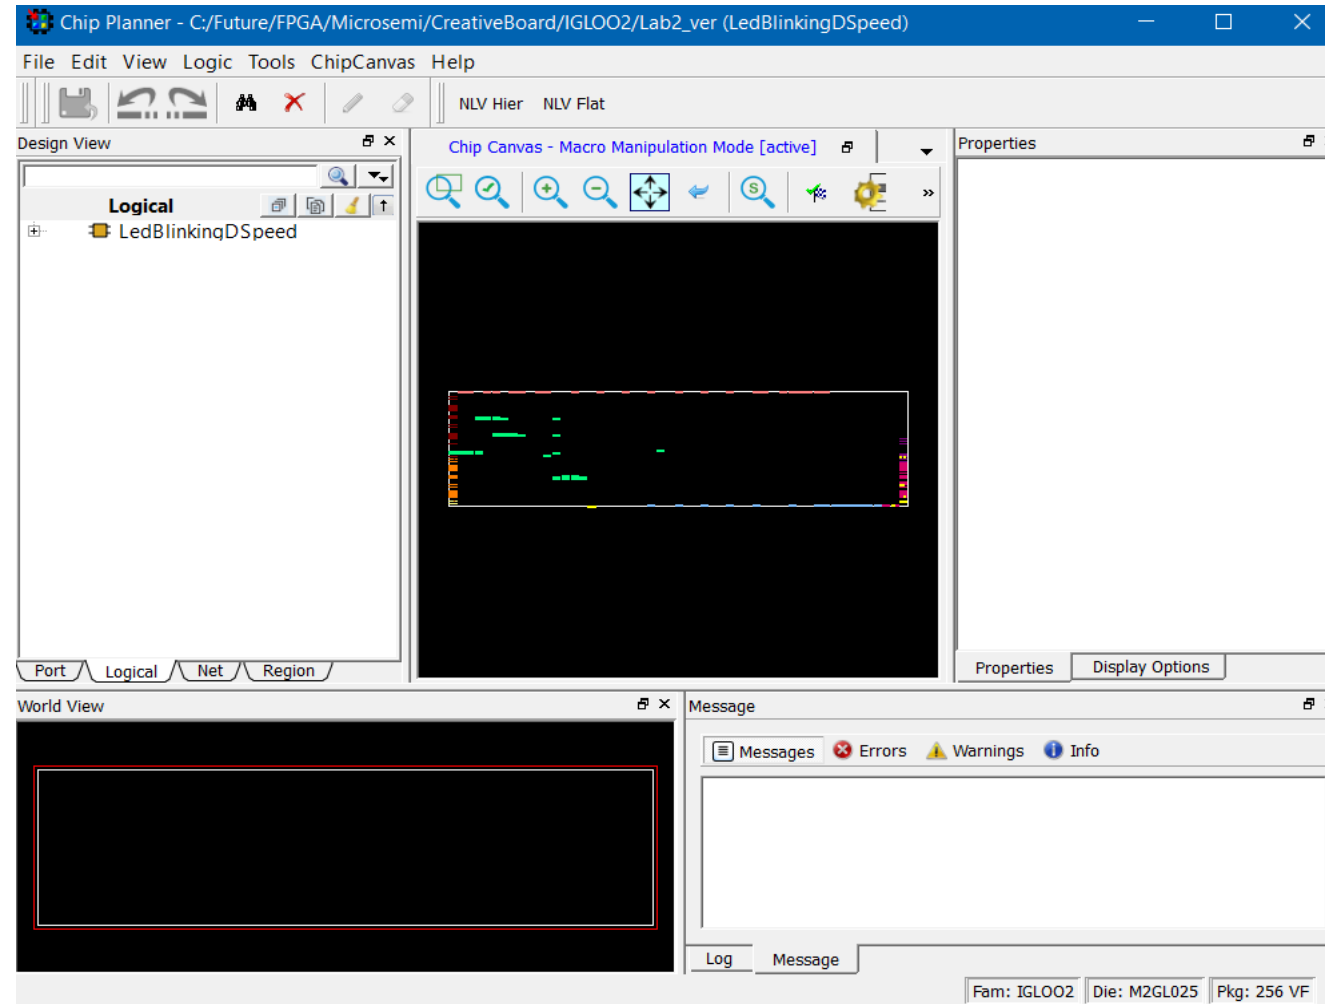 Chip Planner - C:/Future/FPGA/Microsemi/CreativeBoard/IGLOO2/Lab2_ver (LedBlinkingDSpeed)
File Edit View Logic Tools ChipCanvas Help
NLV Hier NLV Flat
Design View
Logical
LedBlinkingDSpeed
Port Logical Net Region
Chip Canvas - Macro Manipulation Mode [active]
S
»
Properties
Properties Display Options
World View
Message
Messages Errors Warnings Info
Log Message
Fam: IGLOO2 Die: M2GL025 Pkg: 256 VF